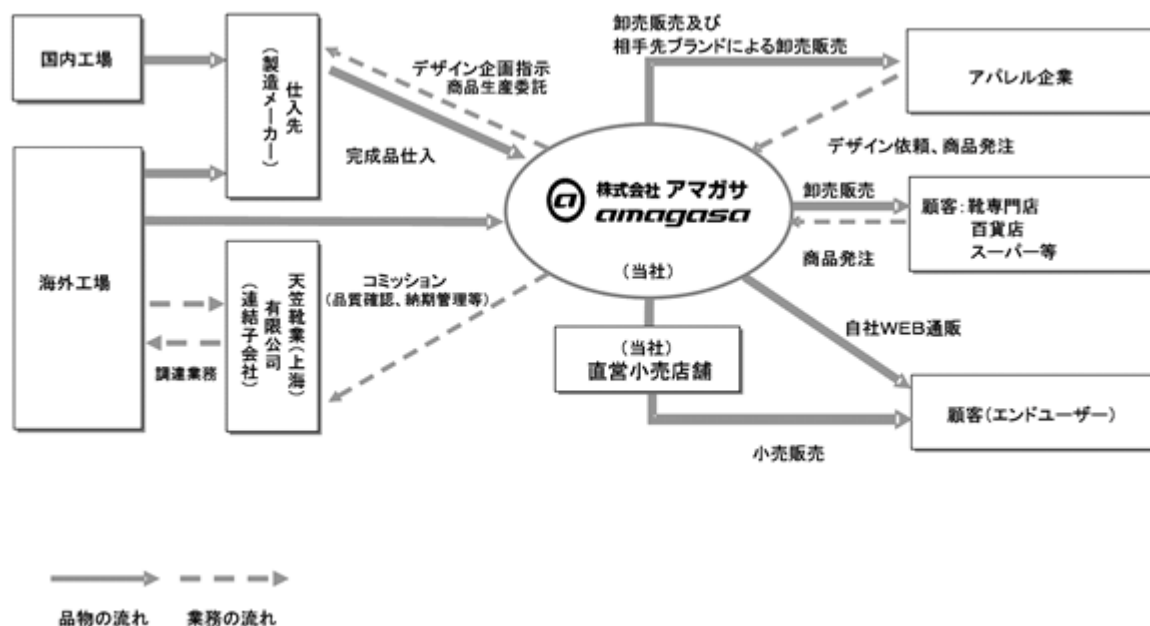 国内工場
仕入先
(製造メーカー)
デザイン企画指示
商品生産委託
完成品仕入
卸売販売及び
相手先ブランドによる卸売販売
アパレル企業
デザイン依頼、商品発注
株式会社 アマガサ
amagasa
(当社)
卸売販売
商品発注
顧客:靴専門店
百貨店
スーパー等
海外工場
調達業務
天笠靴業(上海)
有限公司
(連結子会社)
コミッション
(品質確認、納期管理等)
(当社)
直営小売店舗
自社WEB通販
顧客(エンドユーザー)
小売販売
品物の流れ
業務の流れ